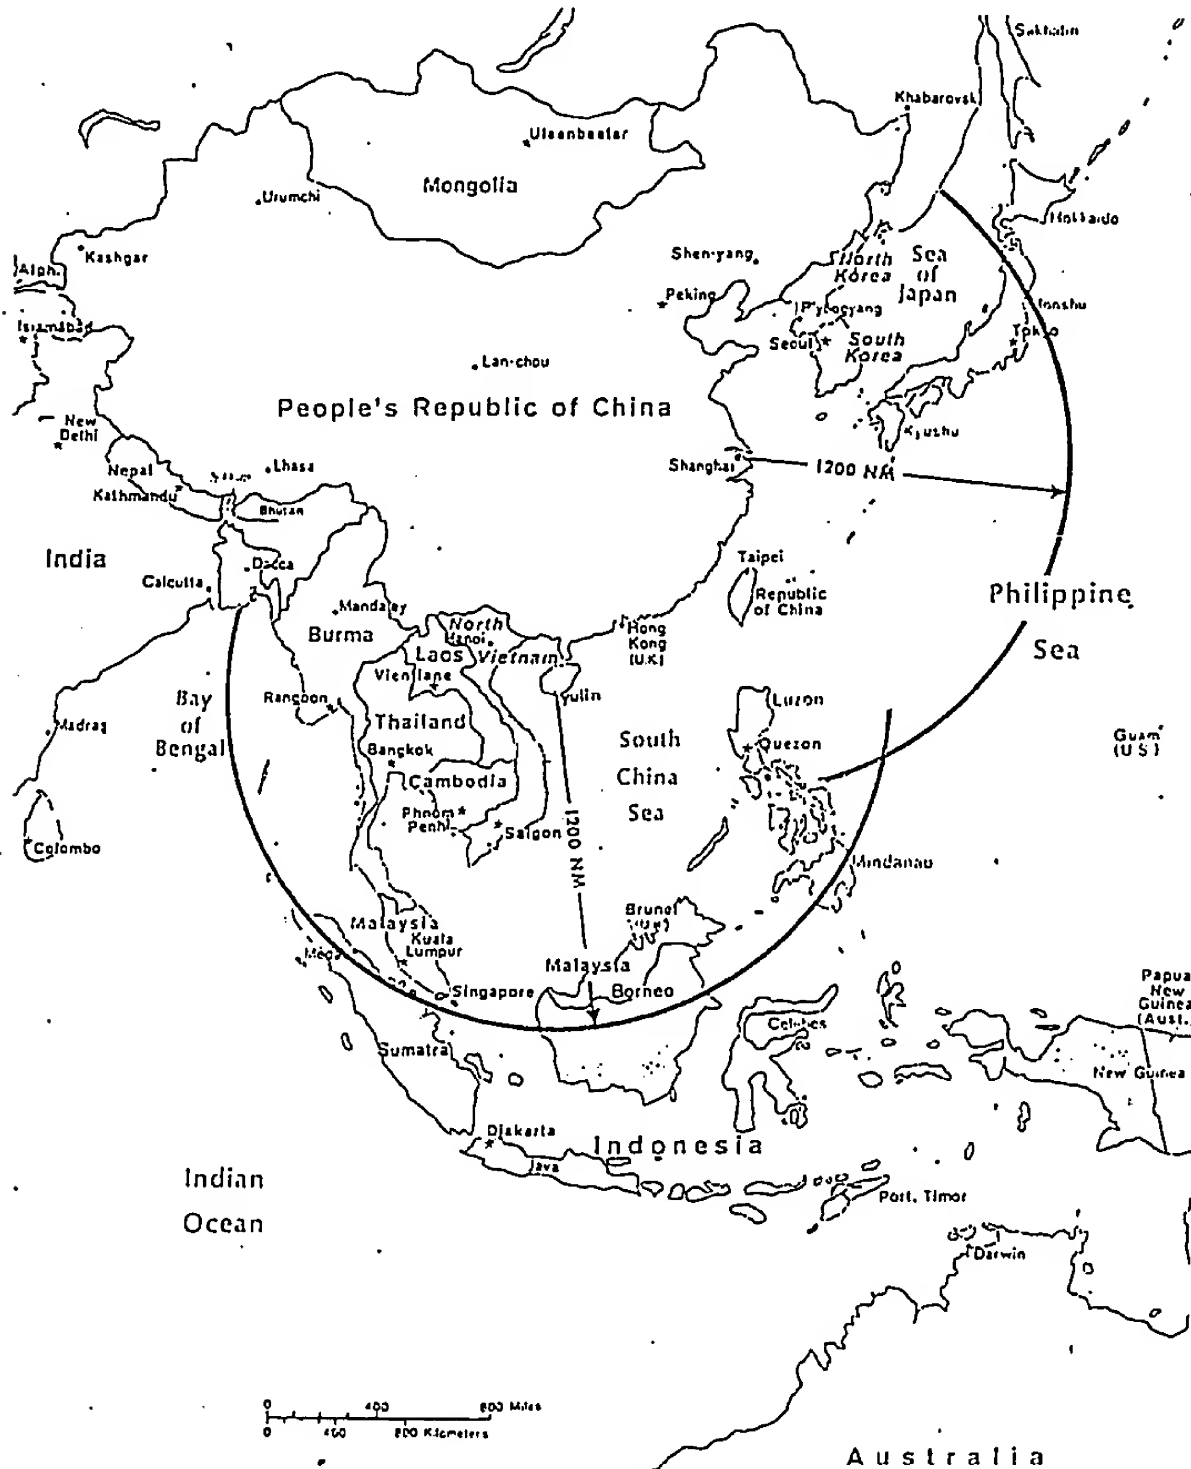 Sakhalin
Khabarovsk
Ulaanbaatar
Mongolia
Urumchi
Hokkaido
Kashgar
Shen-yang
North
Korea
Sea
of
Japan
Peking
P'yongyang
Islamabad
Seoul
South
Korea
Lan-chou
People's Republic of China
New
Delhi
Kyushu
Nepal
Lhasa
Shanghai
1200 NM
Kathmandu
Bhutan
India
Dacca
Taipei
Calcutta
Republic
of China
Philippine
Sea
Mandalay
Burma
North
Hanoi
Vietnam
Laos
Hong
Kong
(U.K)
Vientiane
Bay
of
Bengal
Rangoon
Yulin
Luzon
Madras
Thailand
South
China
Sea
Quezon
Guam
(U S)
Bangkok
Cambodia
Phnom
Penh
Saigon
1200 NM
Colombo
Mindanao
Brunei
(UK)
Malaysia
Kuala
Lumpur
Malaysia
Borneo
Singapore
Papua
New
Guinea
(Aust.
Celebes
Sumatra
New Guinea
Djakarta
Java
Indonesia
Indian
Ocean
Port. Timor
Darwin
0 400 800 Miles
0 400 800 Kilometers
Australia